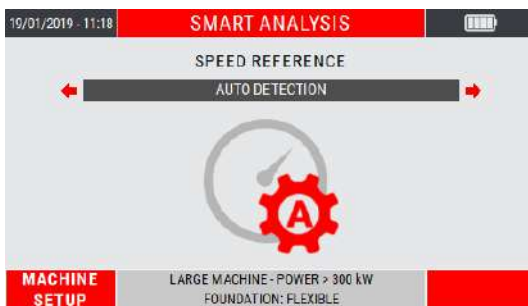 19/01/2019 - 11:18 SMART ANALYSIS
SPEED REFERENCE
AUTO DETECTION
A
MACHINE SETUP
LARGE MACHINE - POWER > 300 kW
FOUNDATION: FLEXIBLE